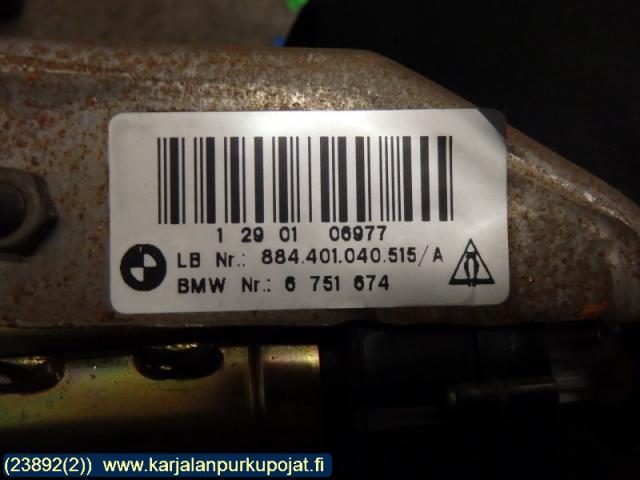 1 29 01 06977
LB Nr.: 884.401.040.515/A
BMW Nr.: 6 751 674
(23892(2)) www.karjalanpurkupojat.fi